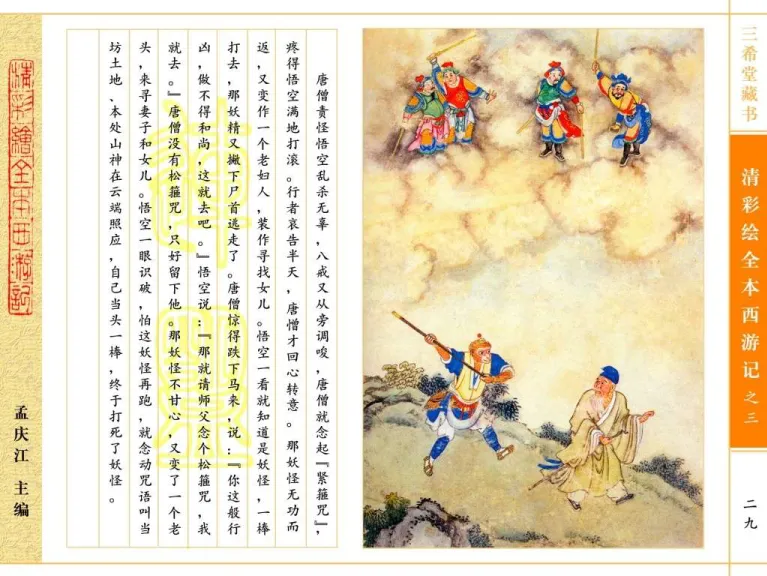 三希堂藏书
清彩绘全本西游记之三
二九
唐僧责怪悟空乱杀无辜，八戒又从旁调唆，唐僧就念起『紧箍咒』，
疼得悟空满地打滚。行者哀告半天，唐僧才回心转意。那妖怪无功而
返，又变作一个老妇人，装作寻找女儿。悟空一看就知道是妖怪，一棒
打去，那妖精又撇下尸首逃走了。唐僧惊得跌下马来，说：『你这般行
凶，做不得和尚，这就去吧。』悟空说：『那就请师父念个松箍咒，我
就去。』唐僧没有松箍咒，只好留下他。那妖怪不甘心，又变了一个老
头，来寻妻子和女儿。悟空一眼识破，怕这妖怪再跑，就念动咒语叫当
坊土地、本处山神在云端照应，自己当头一棒，终于打死了妖怪。
清彩繪全本西游記
孟庆江 主编